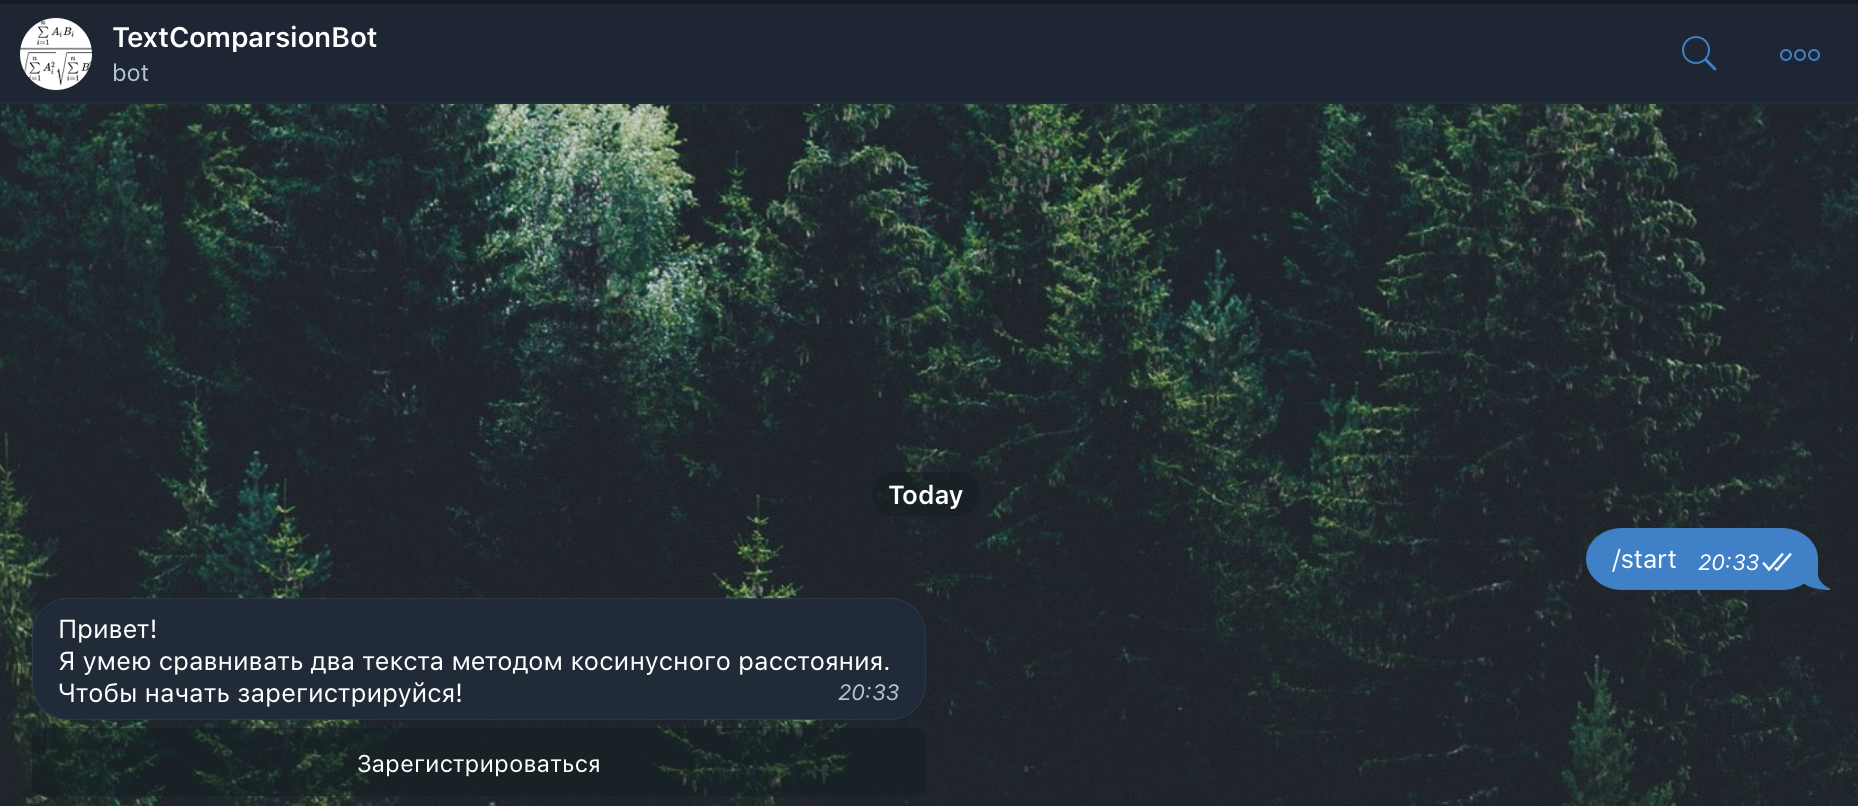 TextComparsionBot
bot
Today
/start 20:33
Привет!
Я умею сравнивать два текста методом косинусного расстояния.
Чтобы начать зарегистрируйся! 20:33
Зарегистрироваться